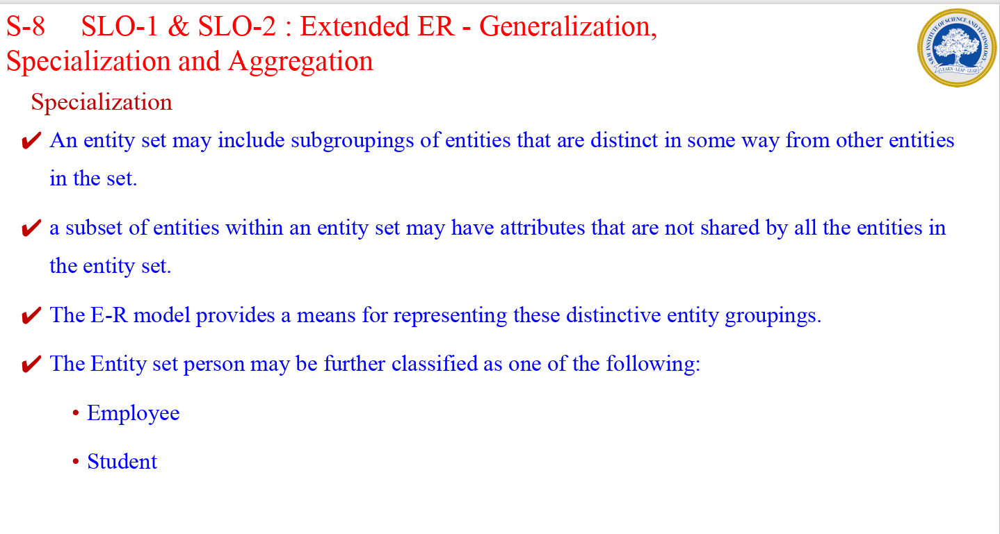 S-8 SLO-1 & SLO-2 : Extended ER - Generalization,
Specialization and Aggregation
SRM INSTITUTE OF SCIENCE AND TECHNOLOGY
LEARN - LEAP - LEAD
Specialization
✔ An entity set may include subgroupings of entities that are distinct in some way from other entities
in the set.
✔ a subset of entities within an entity set may have attributes that are not shared by all the entities in
the entity set.
✔ The E-R model provides a means for representing these distinctive entity groupings.
✔ The Entity set person may be further classified as one of the following:
• Employee
• Student